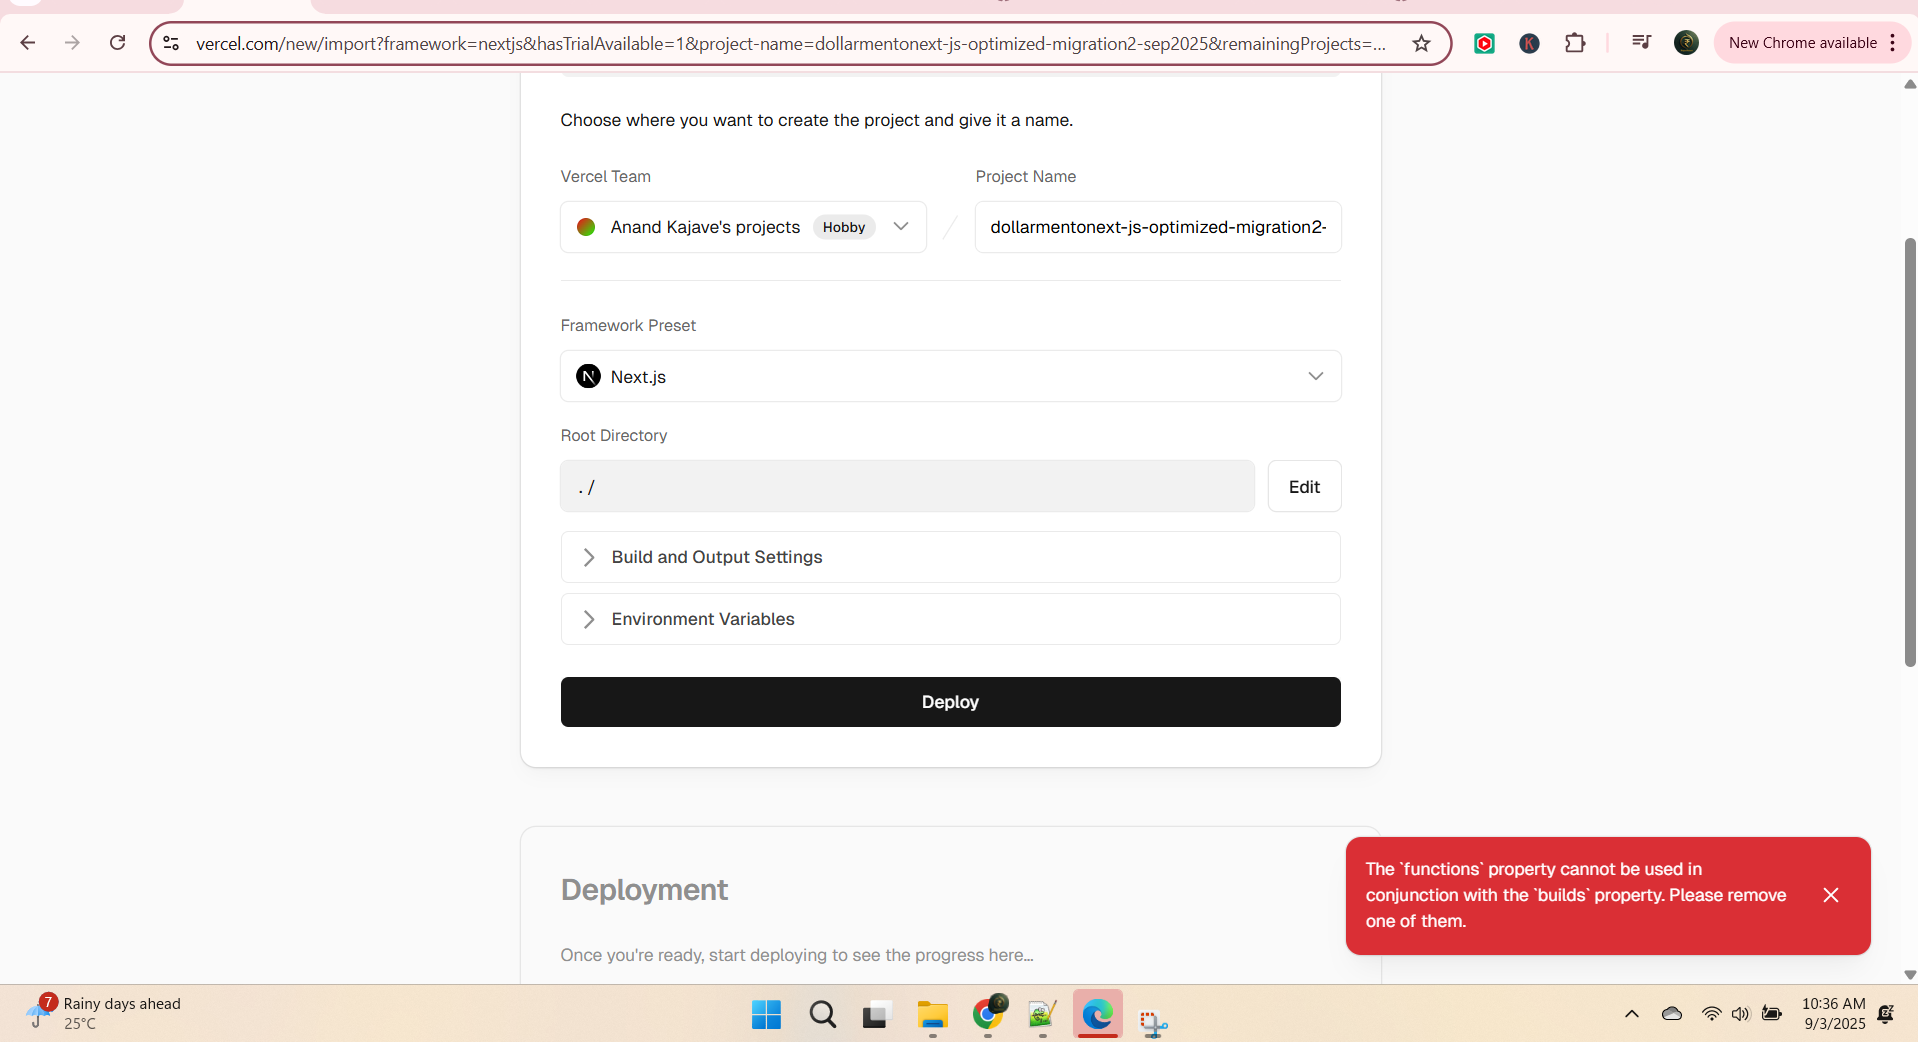 vercel.com/new/import?framework=nextjs&hasTrialAvailable=1&project-name=dollarmentonext-js-optimized-migration2-sep2025&remainingProjects=...
K
New Chrome available
Choose where you want to create the project and give it a name.
Vercel Team
Project Name
Anand Kajave's projects Hobby
/
dollarmentonext-js-optimized-migration2-
Framework Preset
N Next.js
Root Directory
./
Edit
Build and Output Settings
Environment Variables
Deploy
Deployment
Once you're ready, start deploying to see the progress here...
The `functions` property cannot be used in
conjunction with the `builds` property. Please remove
one of them.
7
Rainy days ahead
25°C
10:36 AM
9/3/2025